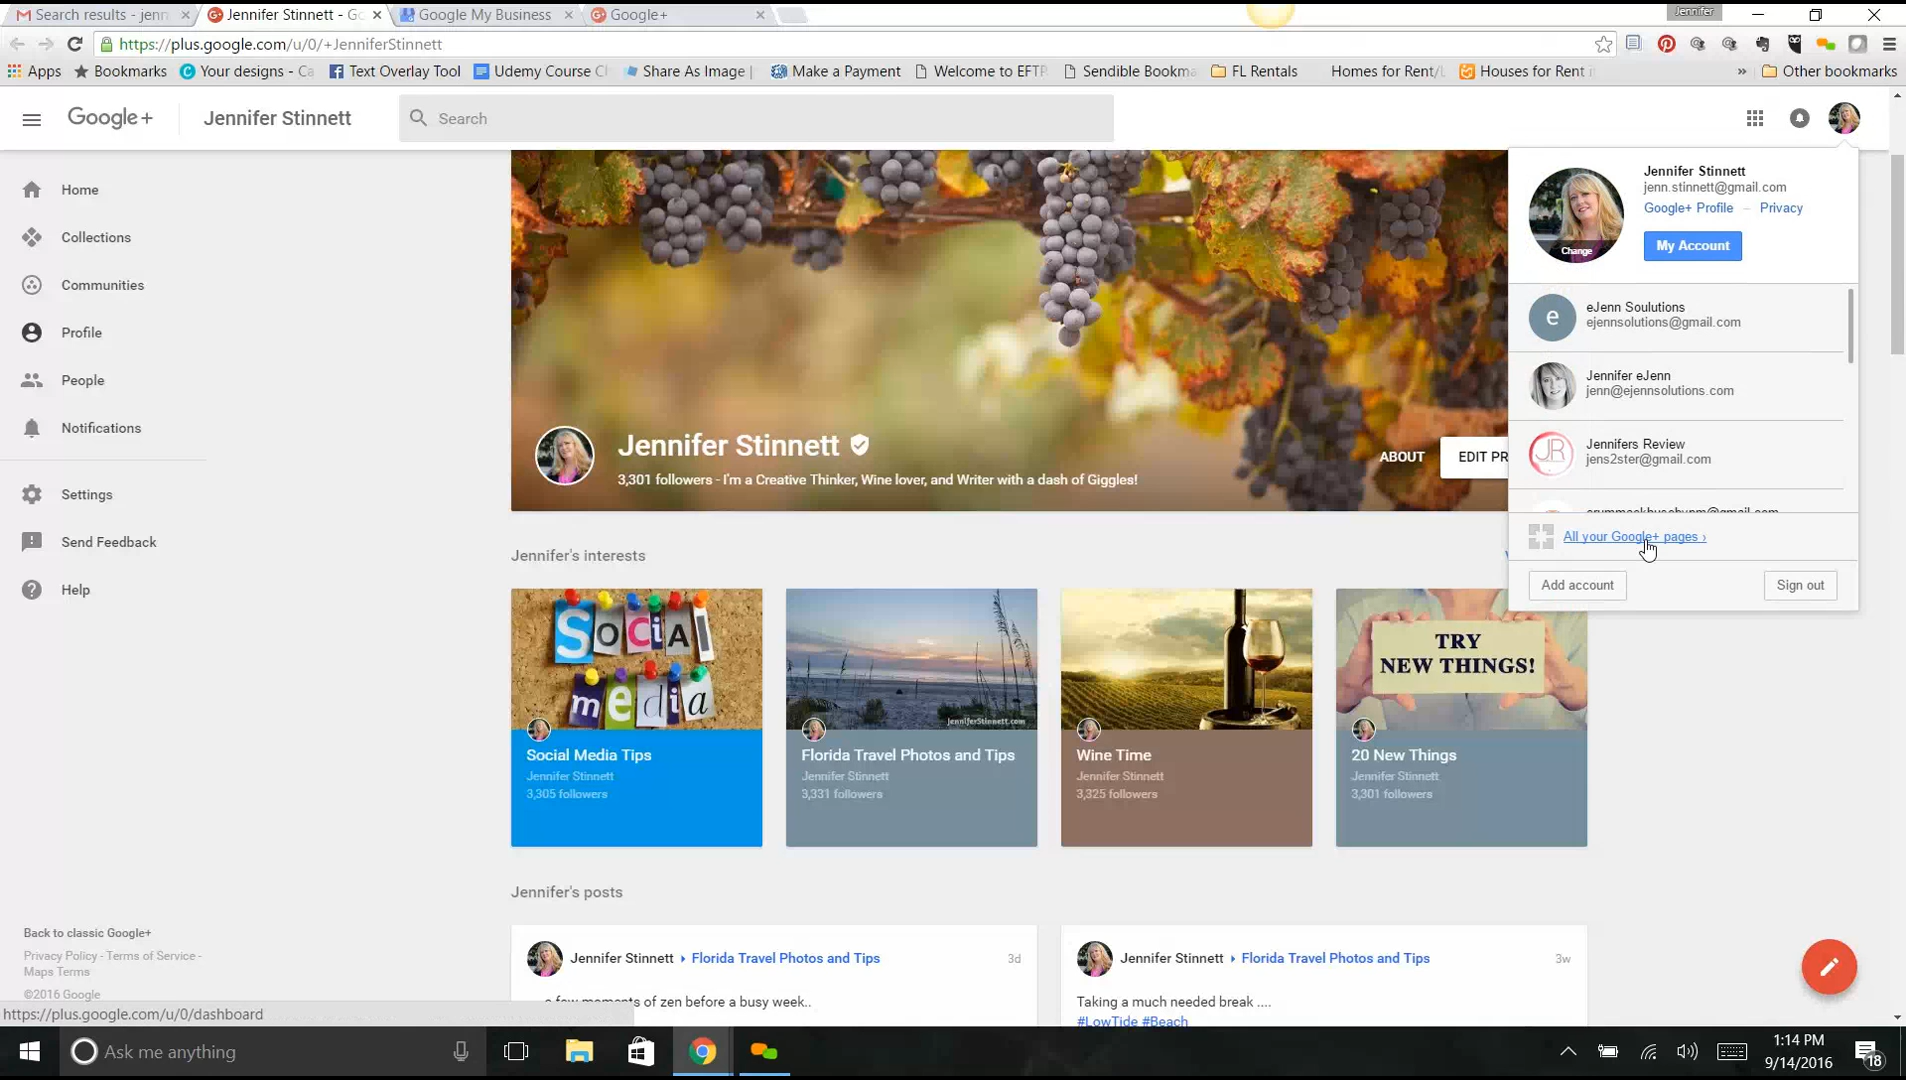 Search results - jenn
Jennifer Stinnett - Go
Google My Business
Google+
Jennifer
https://plus.google.com/u/0/+JenniferStinnett
Apps
Bookmarks
Your designs - Ca
Text Overlay Tool
Udemy Course Cl
Share As Image |
Make a Payment
Welcome to EFTP
Sendible Bookma
FL Rentals
Homes for Rent/L
Houses for Rent i
»
Other bookmarks
Google+
Jennifer Stinnett
Search
Home
Collections
Communities
Profile
People
Notifications
Settings
Send Feedback
Help
Back to classic Google+
Privacy Policy - Terms of Service -
Maps Terms
©2016 Google
Jennifer Stinnett
3,301 followers - I'm a Creative Thinker, Wine lover, and Writer with a dash of Giggles!
ABOUT
EDIT PR
Jennifer Stinnett
jenn.stinnett@gmail.com
Google+ Profile – Privacy
My Account
Change
e
eJenn Soulutions
ejennsolutions@gmail.com
Jennifer eJenn
jenn@ejennsolutions.com
JR
Jennifers Review
jens2ster@gmail.com
All your Google+ pages ›
Add account
Sign out
Jennifer's interests
SOCIAL
media
Social Media Tips
Jennifer Stinnett
3,305 followers
JenniferStinnett.com
Florida Travel Photos and Tips
Jennifer Stinnett
3,331 followers
Wine Time
Jennifer Stinnett
3,325 followers
TRY
NEW THINGS!
20 New Things
Jennifer Stinnett
3,301 followers
Jennifer's posts
Jennifer Stinnett
Florida Travel Photos and Tips
3d
a few moments of zen before a busy week..
Jennifer Stinnett
Florida Travel Photos and Tips
3w
Taking a much needed break ....
#LowTide #Beach
https://plus.google.com/u/0/dashboard
Ask me anything
1:14 PM
9/14/2016
18